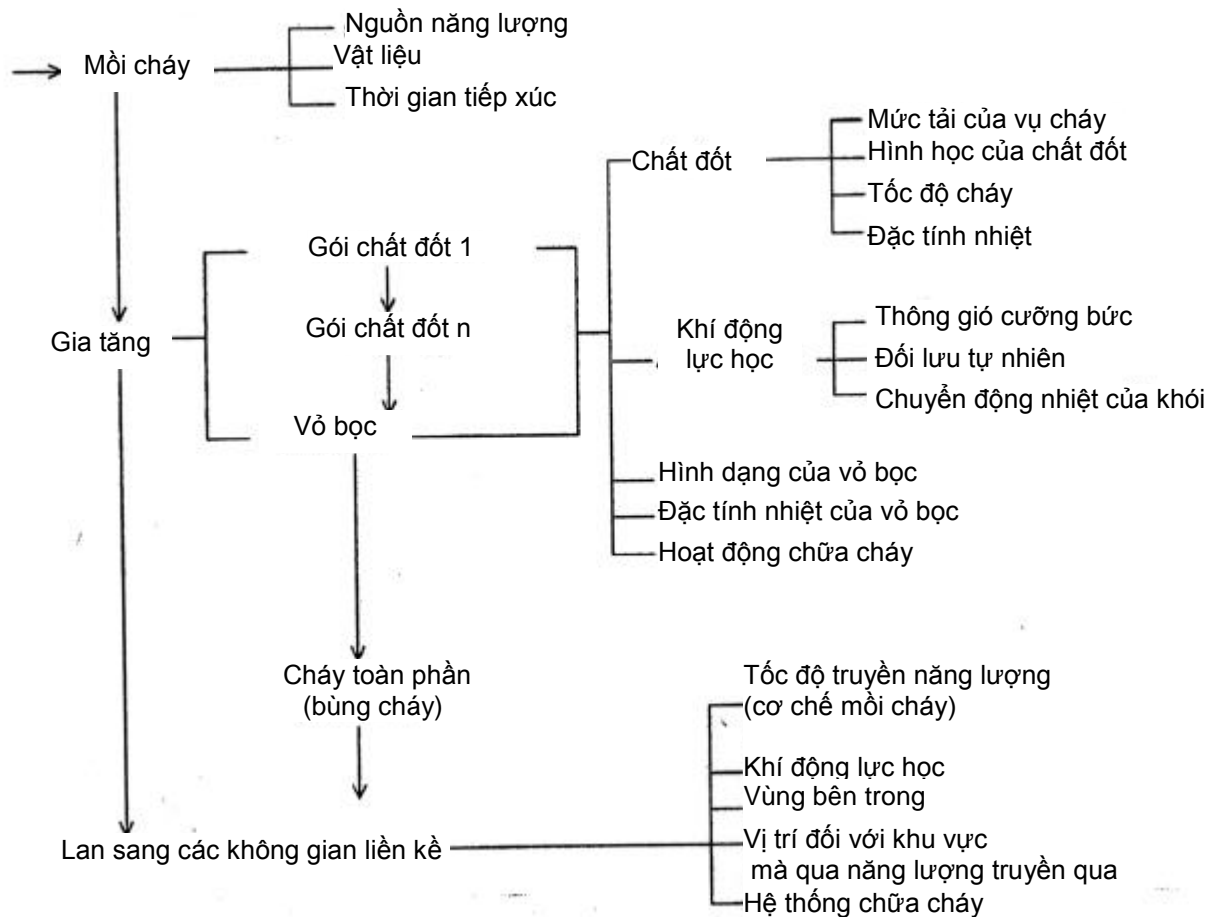 Nguồn năng lượng
Mồi cháy
Vật liệu
Thời gian tiếp xúc
Mức tải của vụ cháy
Chất đốt
Hình học của chất đốt
Tốc độ cháy
Đặc tính nhiệt
Gói chất đốt 1
Gói chất đốt n
Gia tăng
Vỏ bọc
Khí động
lực học
Thông gió cưỡng bức
Đối lưu tự nhiên
Chuyển động nhiệt của khói
Hình dạng của vỏ bọc
Đặc tính nhiệt của vỏ bọc
Hoạt động chữa cháy
Cháy toàn phần
(bùng cháy)
Lan sang các không gian liền kề
Tốc độ truyền năng lượng
(cơ chế mồi cháy)
Khí động lực học
Vùng bên trong
Vị trí đối với khu vực
mà qua năng lượng truyền qua
Hệ thống chữa cháy